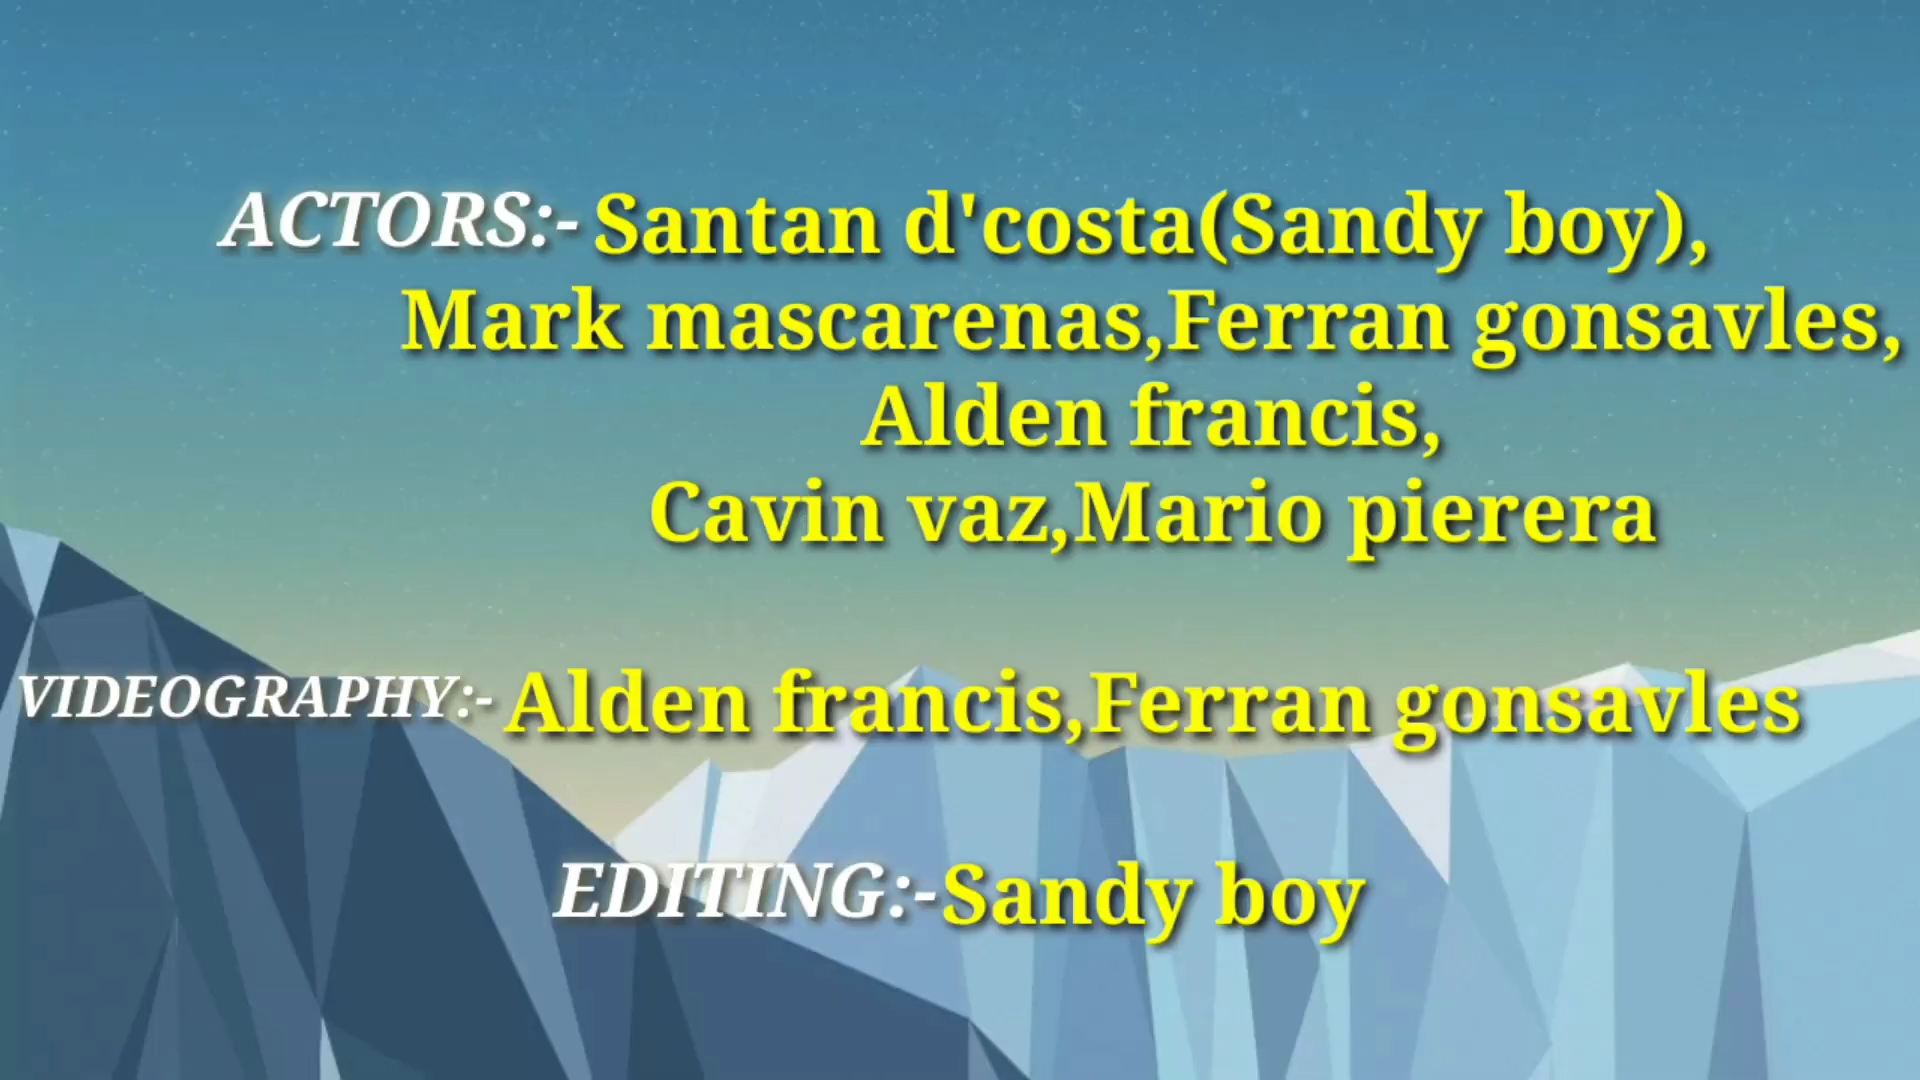 ACTORS:- Santan d'costa(Sandy boy),
Mark mascarenas,Ferran gonsavles,
Alden francis,
Cavin vaz,Mario pierera
VIDEOGRAPHY:- Alden francis,Ferran gonsavles
EDITING:-Sandy boy